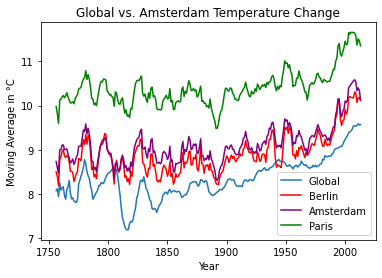 Global vs. Amsterdam Temperature Change
Moving Average in °C
11
10
9
8
7
Global
Berlin
Amsterdam
Paris
1750
1800
1850
1900
1950
2000
Year